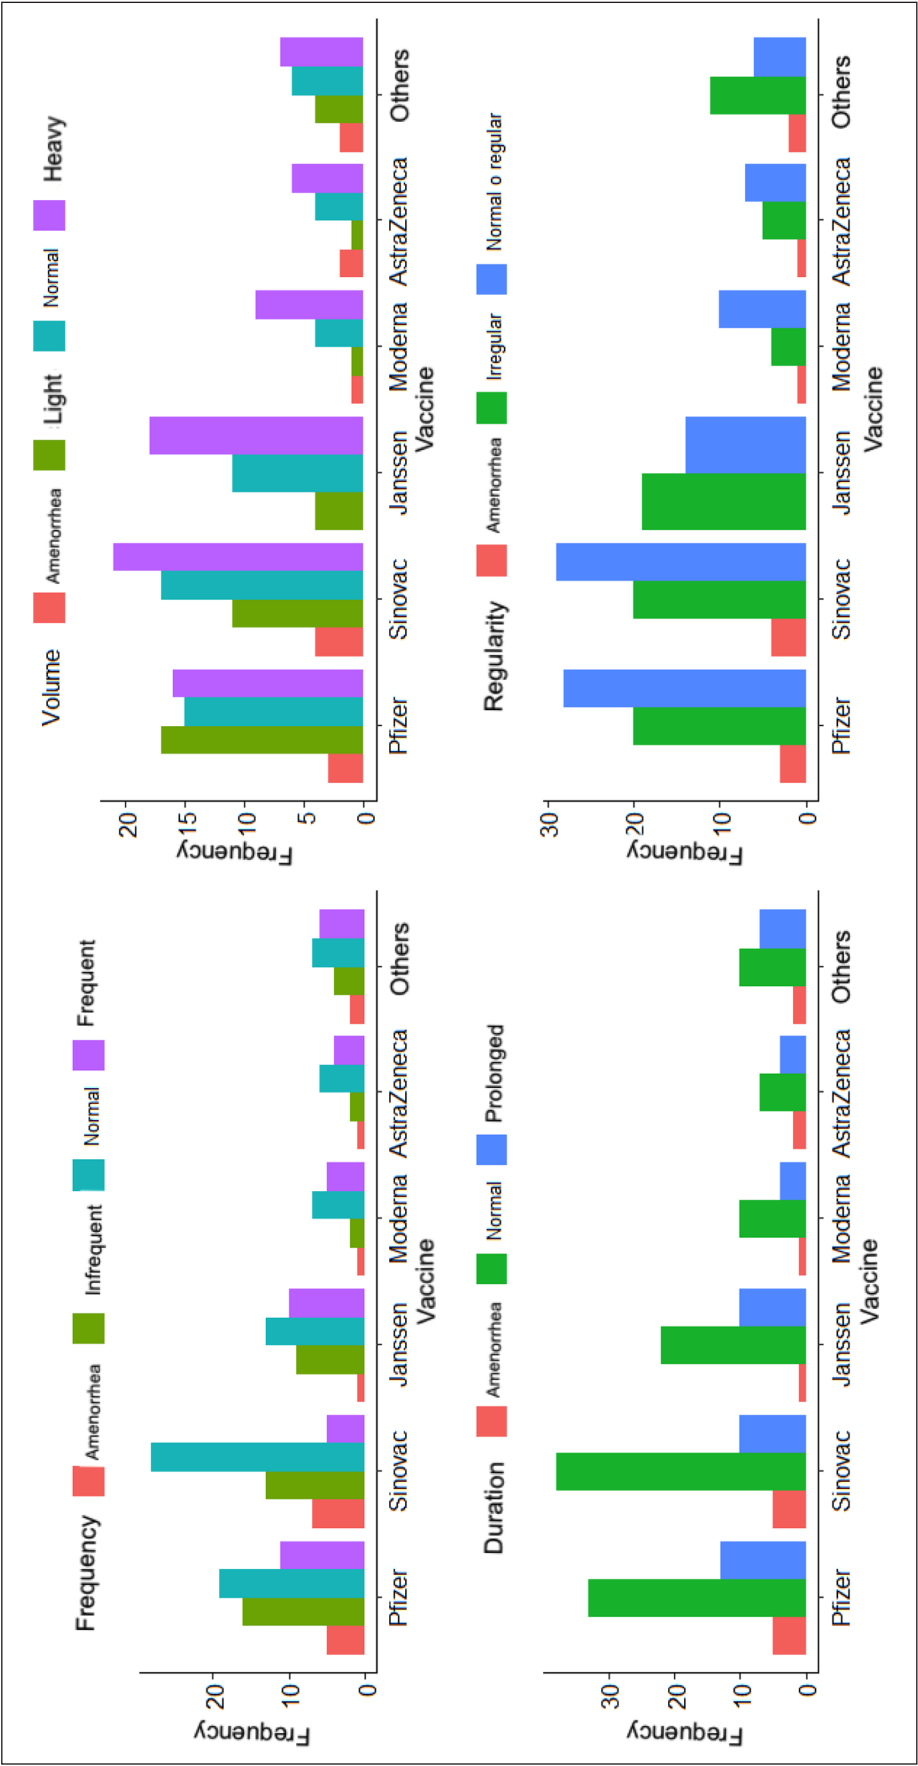 Frequency Amenorrhea Infrequent Normal Frequent
Frequency
20
10
0
Pfizer Sinovac Janssen Moderna AstraZeneca Others
Vaccine
Volume Amenorrhea Light Normal Heavy
Frequency
20
15
10
5
0
Pfizer Sinovac Janssen Moderna AstraZeneca Others
Vaccine
Duration Amenorrhea Normal Prolonged
Frequency
30
20
10
0
Pfizer Sinovac Janssen Moderna AstraZeneca Others
Vaccine
Regularity Amenorrhea Irregular Normal o regular
Frequency
30
20
10
0
Pfizer Sinovac Janssen Moderna AstraZeneca Others
Vaccine